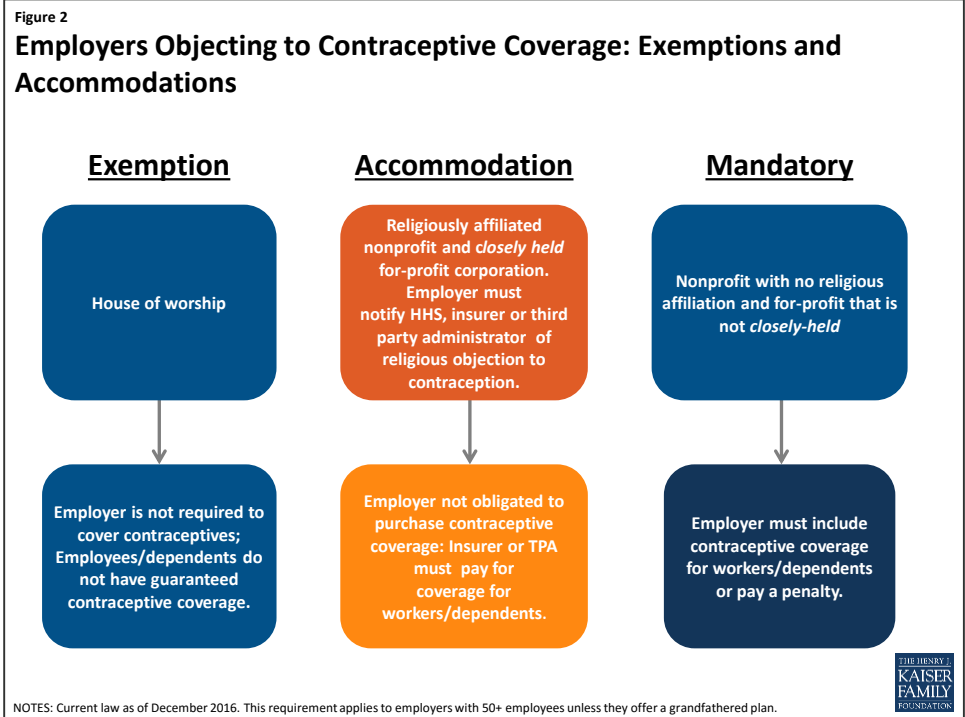 Figure 2
Employers Objecting to Contraceptive Coverage: Exemptions and
Accommodations
Exemption
House of worship
Employer is not required to
cover contraceptives;
Employees/dependents do
not have guaranteed
contraceptive coverage.
Accommodation
Religiously affiliated
nonprofit and closely held
for-profit corporation.
Employer must
notify HHS, insurer or third
party administrator of
religious objection to
contraception.
Employer not obligated to
purchase contraceptive
coverage: Insurer or TPA
must pay for
coverage for
workers/dependents.
Mandatory
Nonprofit with no religious
affiliation and for-profit that is
not closely-held
Employer must include
contraceptive coverage
for workers/dependents
or pay a penalty.
NOTES: Current law as of December 2016. This requirement applies to employers with 50+ employees unless they offer a grandfathered plan.
THE HENRY J.
KAISER
FAMILY
FOUNDATION